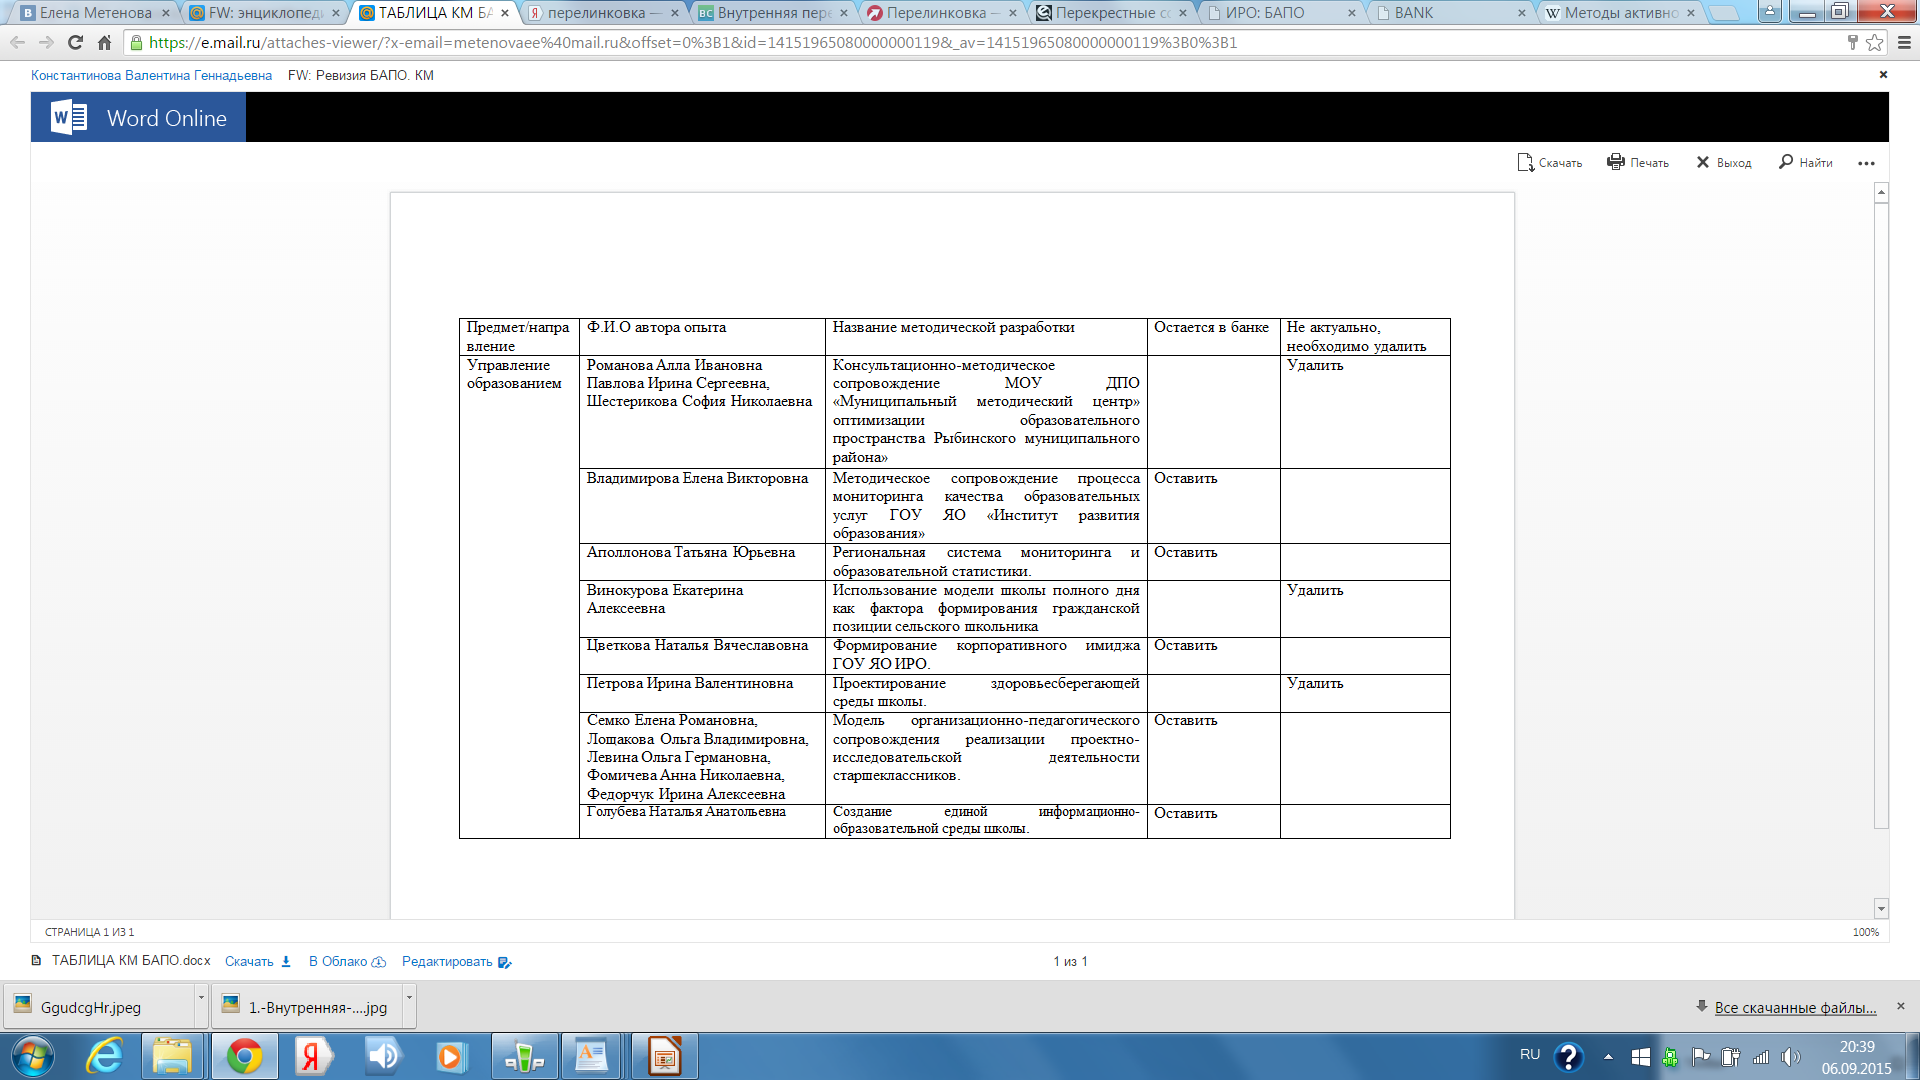 Елена Метенова
FW: энциклопеди
ТАБЛИЦА КМ БА
перелинковка —
Внутренняя пере
Перелинковка —
Перекрестные сс
ИРО: БАПО
BANK
Методы активно
https://e.mail.ru/attaches-viewer/?x-email=metenovaee%40mail.ru&offset=0%3B1&id=14151965080000000119&_av=14151965080000000119%3B0%3B1
Константинова Валентина Геннадьевна FW: Ревизия БАПО. КМ
Word Online
Скачать Печать Выход Найти
Предмет/напра
вление
Ф.И.О автора опыта
Название методической разработки
Остается в банке
Не актуально,
необходимо удалить
Управление
образованием
Романова Алла Ивановна
Павлова Ирина Сергеевна,
Шестерикова София Николаевна
Консультационно-методическое
сопровождение МОУ ДПО
«Муниципальный методический центр»
оптимизации образовательного
пространства Рыбинского муниципального
района»
Удалить
Владимирова Елена Викторовна
Методическое сопровождение процесса
мониторинга качества образовательных
услуг ГОУ ЯО «Институт развития
образования»
Оставить
Аполлонова Татьяна Юрьевна
Региональная система мониторинга и
образовательной статистики.
Оставить
Винокурова Екатерина
Алексеевна
Использование модели школы полного дня
как фактора формирования гражданской
позиции сельского школьника
Удалить
Цветкова Наталья Вячеславовна
Формирование корпоративного имиджа
ГОУ ЯО ИРО.
Оставить
Петрова Ирина Валентиновна
Проектирование здоровьесберегающей
среды школы.
Удалить
Семко Елена Романовна,
Лощакова Ольга Владимировна,
Левина Ольга Германовна,
Фомичева Анна Николаевна,
Федорчук Ирина Алексеевна
Модель организационно-педагогического
сопровождения реализации проектно-
исследовательской деятельности
старшеклассников.
Оставить
Голубева Наталья Анатольевна
Создание единой информационно-
образовательной среды школы.
Оставить
СТРАНИЦА 1 ИЗ 1
100%
ТАБЛИЦА КМ БАПО.docx Скачать В Облако Редактировать
1 из 1
GgudcgHr.jpeg
1.-Внутренняя-....jpg
Все скачанные файлы...
RU
20:39
06.09.2015